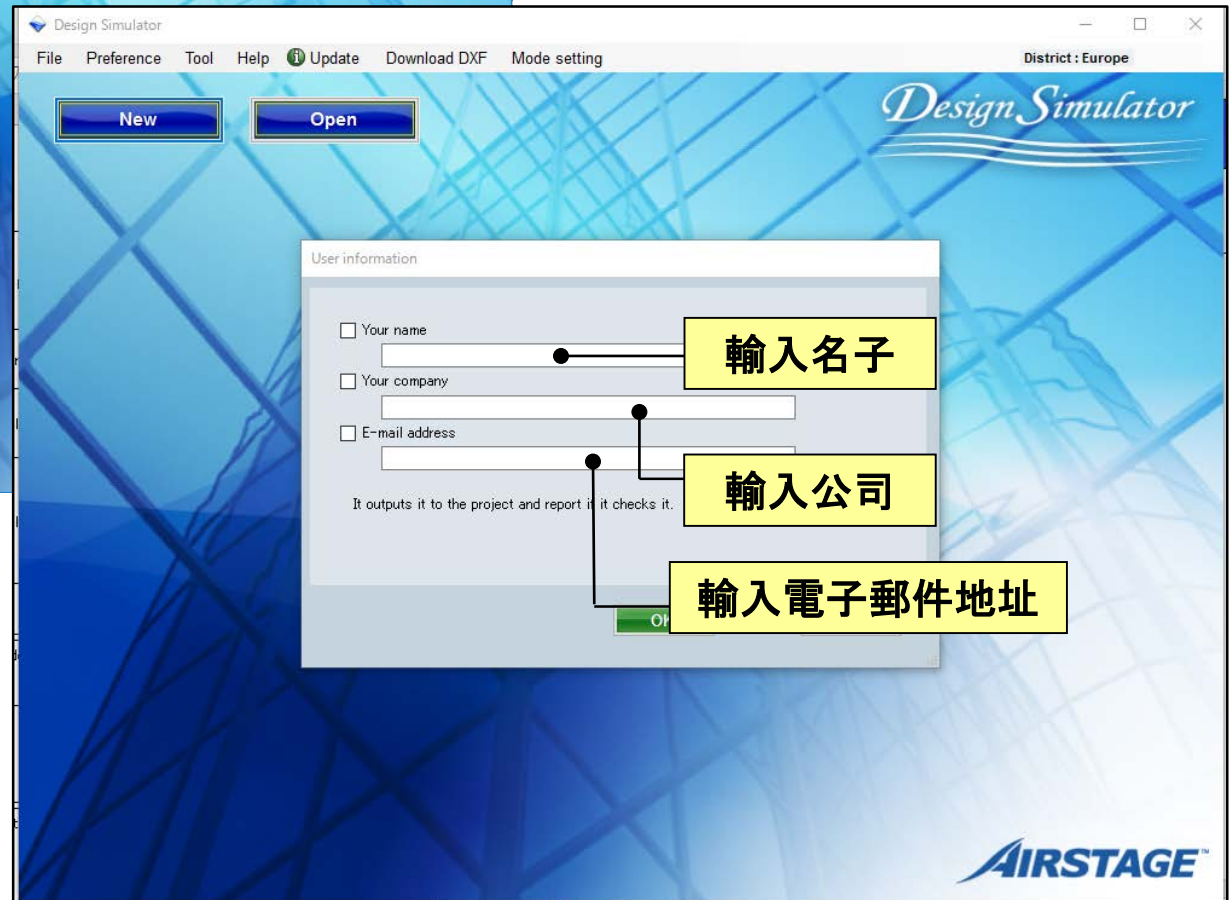 Design Simulator
File Preference Tool Help Update Download DXF Mode setting District : Europe
New Open
Design Simulator
User information
Your name
輸入名子
Your company
E-mail address
輸入公司
It outputs it to the project and report if it checks it.
輸入電子郵件地址
AIRSTAGE™